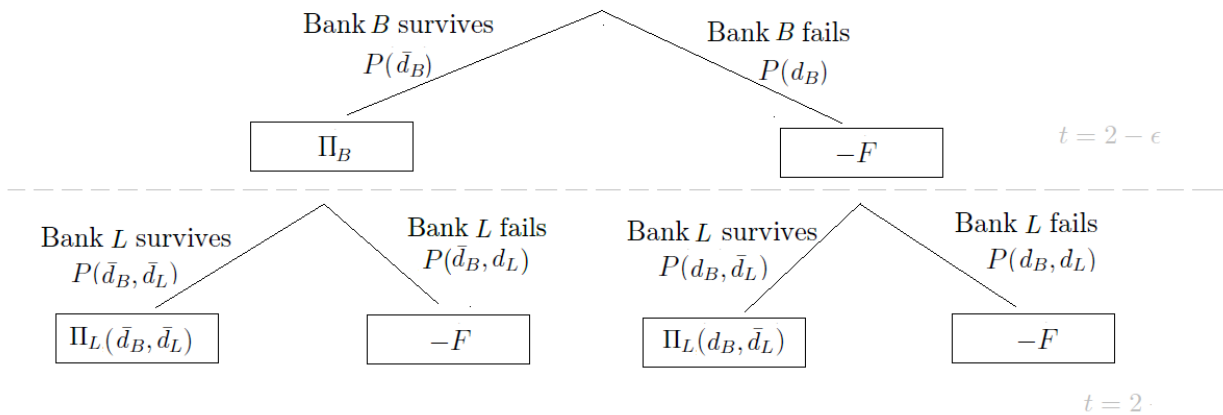 Bank B survives
P(d̄_B)
Bank B fails
P(d_B)
Π_B
−F
t = 2 − ϵ
Bank L survives
P(d̄_B, d̄_L)
Bank L fails
P(d̄_B, d_L)
Bank L survives
P(d_B, d̄_L)
Bank L fails
P(d_B, d_L)
Π_L(d̄_B, d̄_L)
−F
Π_L(d_B, d̄_L)
−F
t = 2